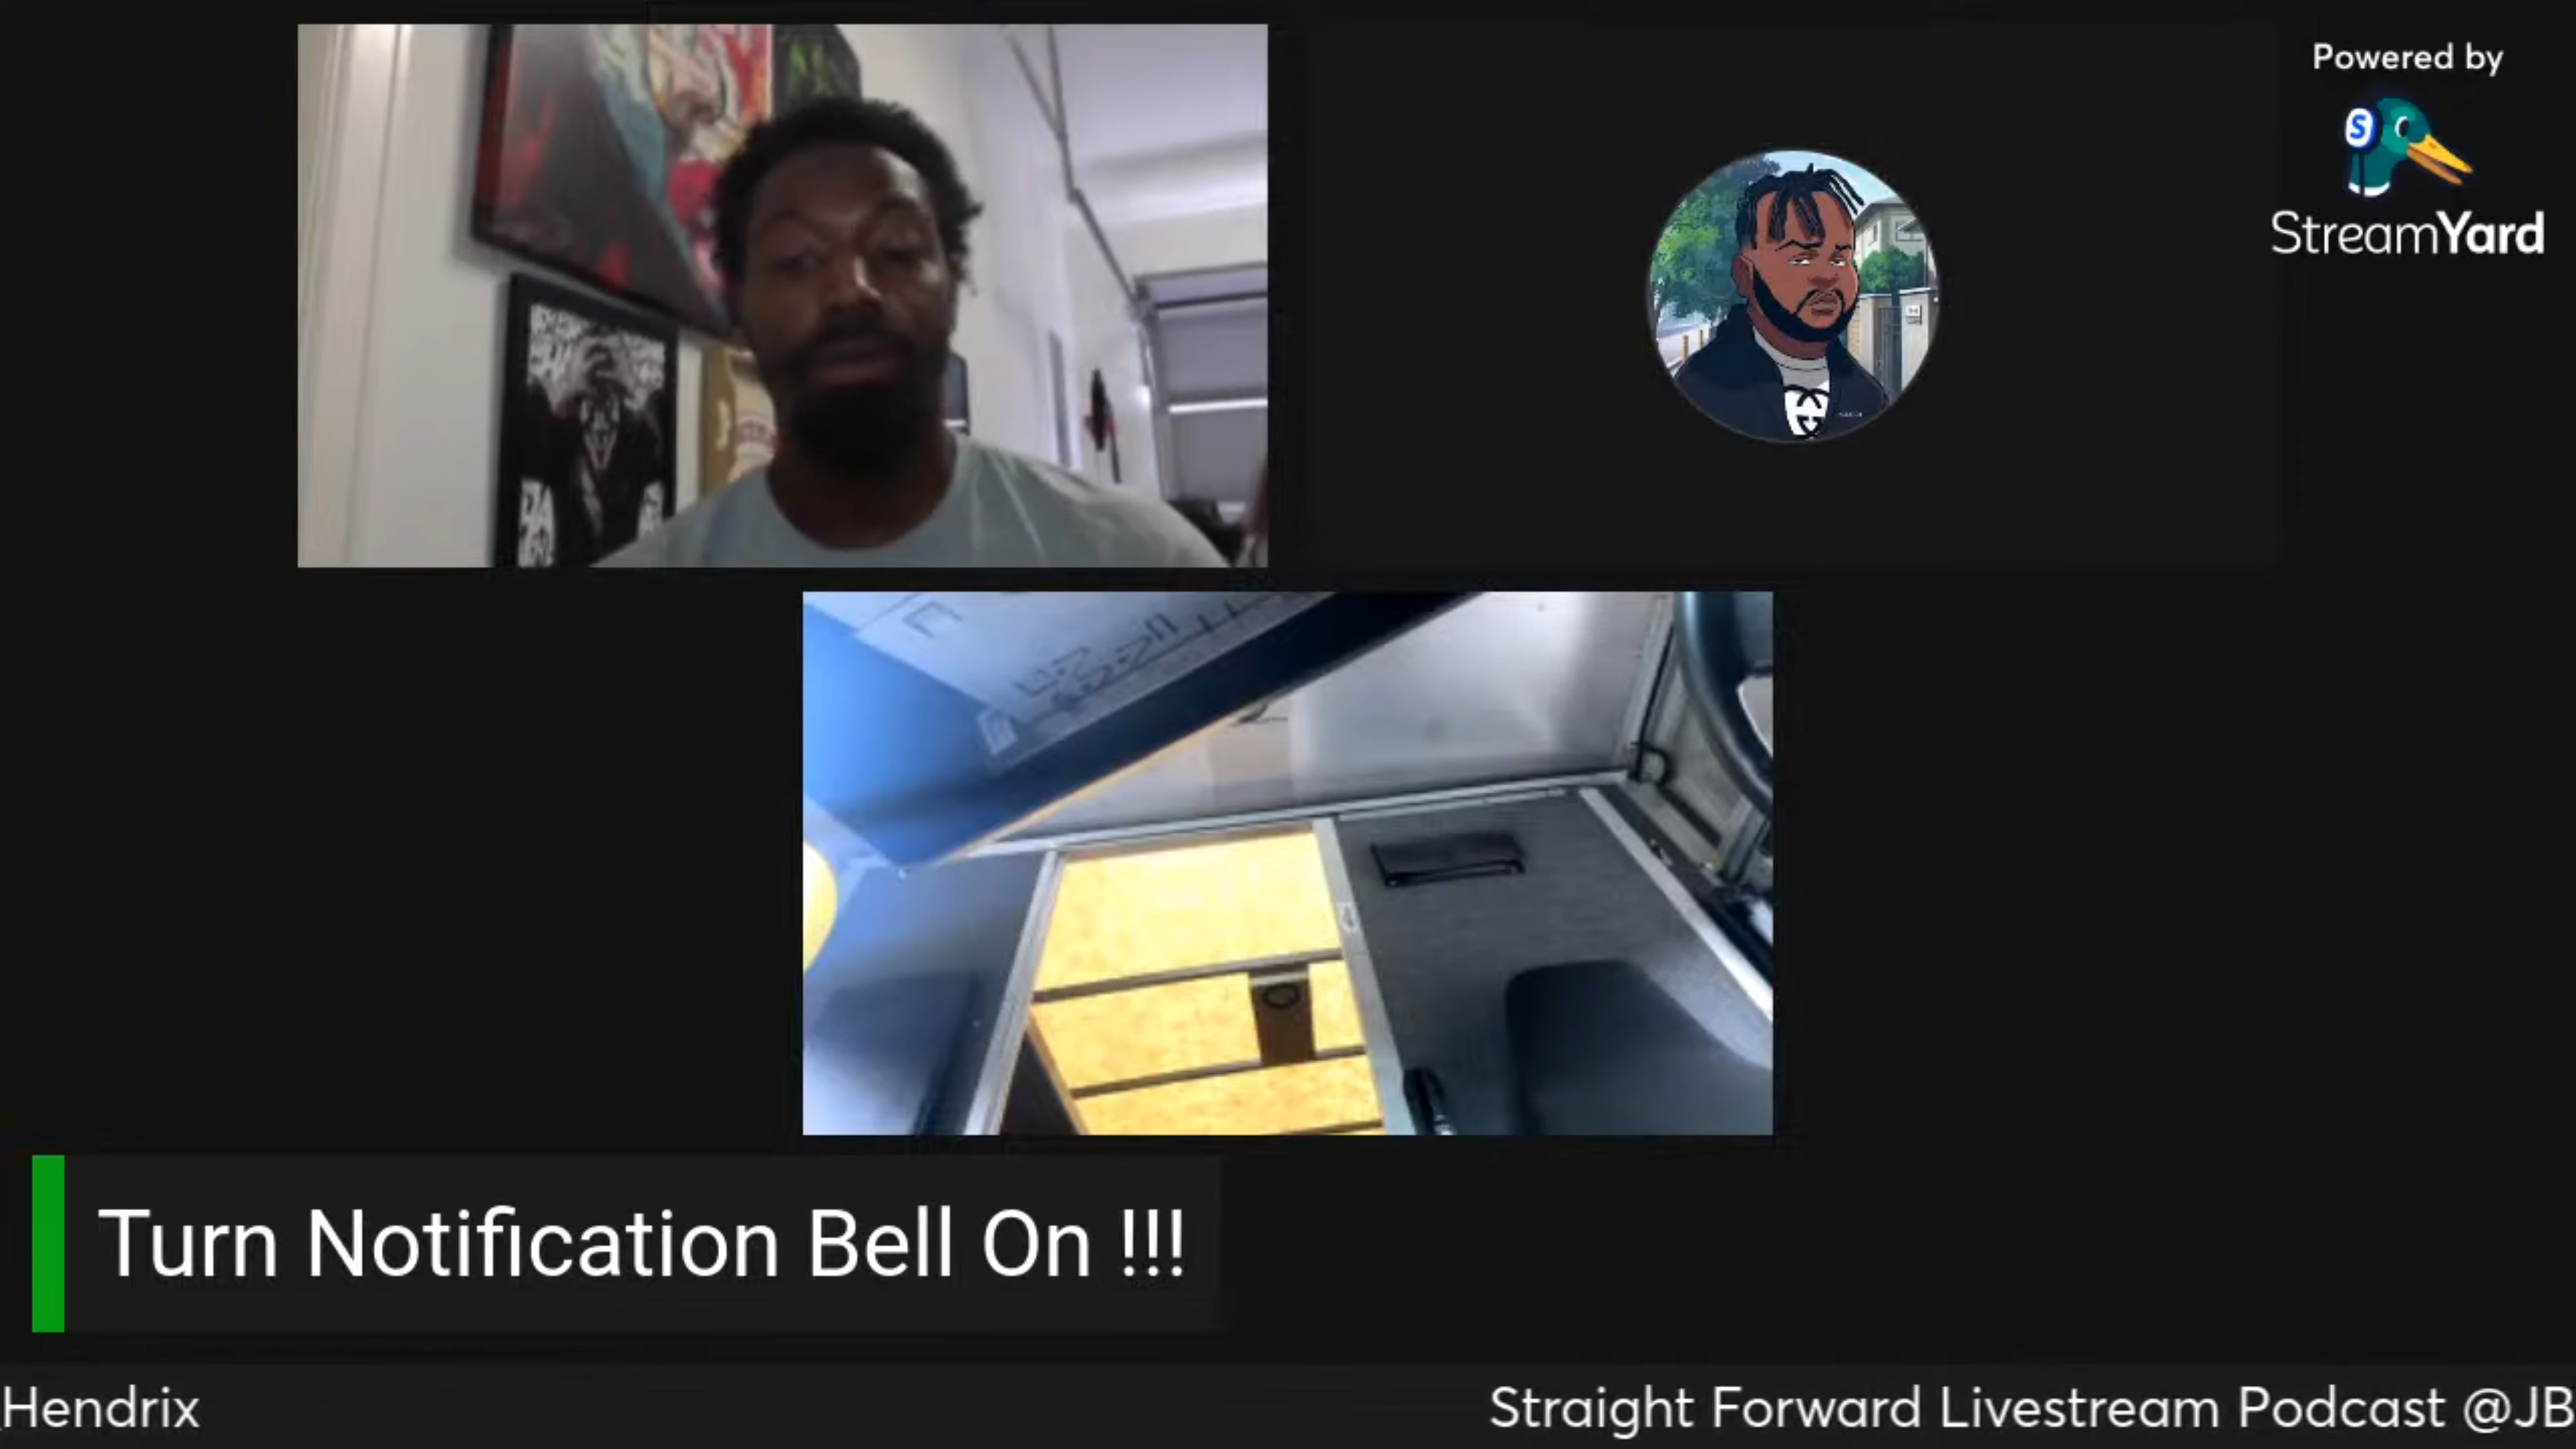 Powered by
StreamYard
Turn Notification Bell On !!!
Hendrix
Straight Forward Livestream Podcast @JB